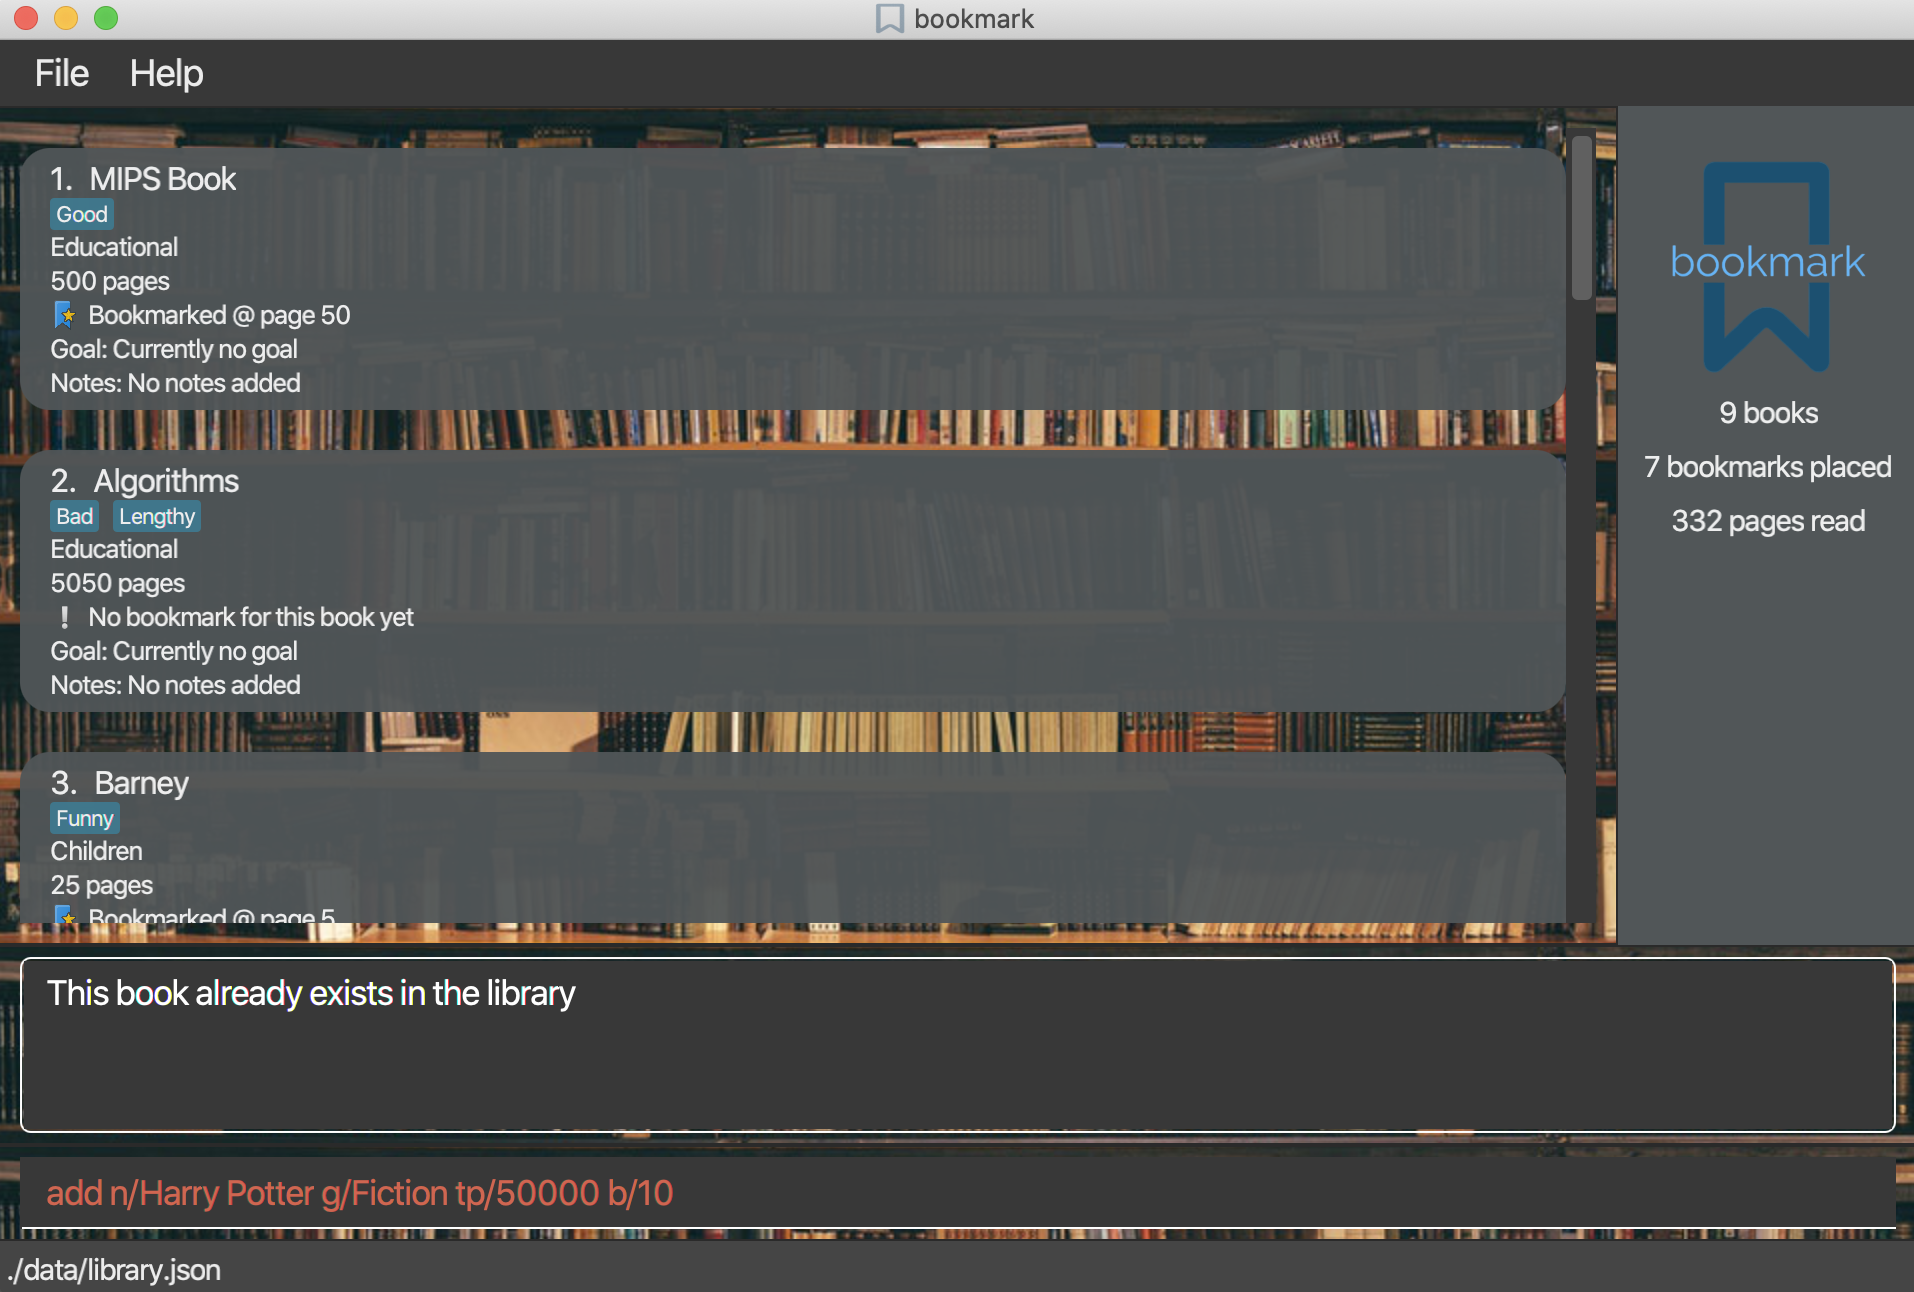 bookmark
File Help
1. MIPS Book
Good
Educational
500 pages
Bookmarked @ page 50
Goal: Currently no goal
Notes: No notes added
2. Algorithms
Bad Lengthy
Educational
5050 pages
! No bookmark for this book yet
Goal: Currently no goal
Notes: No notes added
3. Barney
Funny
Children
25 pages
Bookmarked @ page 5
bookmark
9 books
7 bookmarks placed
332 pages read
This book already exists in the library
add n/Harry Potter g/Fiction tp/50000 b/10
./data/library.json